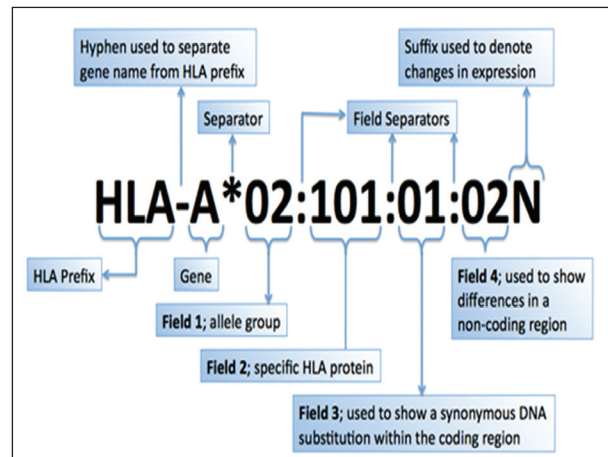 Hyphen used to separate
gene name from HLA prefix
Suffix used to denote
changes in expression
Separator
Field Separators
HLA-A*02:101:01:02N
HLA Prefix
Gene
Field 1; allele group
Field 2; specific HLA protein
Field 3; used to show a synonymous DNA
substitution within the coding region
Field 4; used to show
differences in a
non-coding region